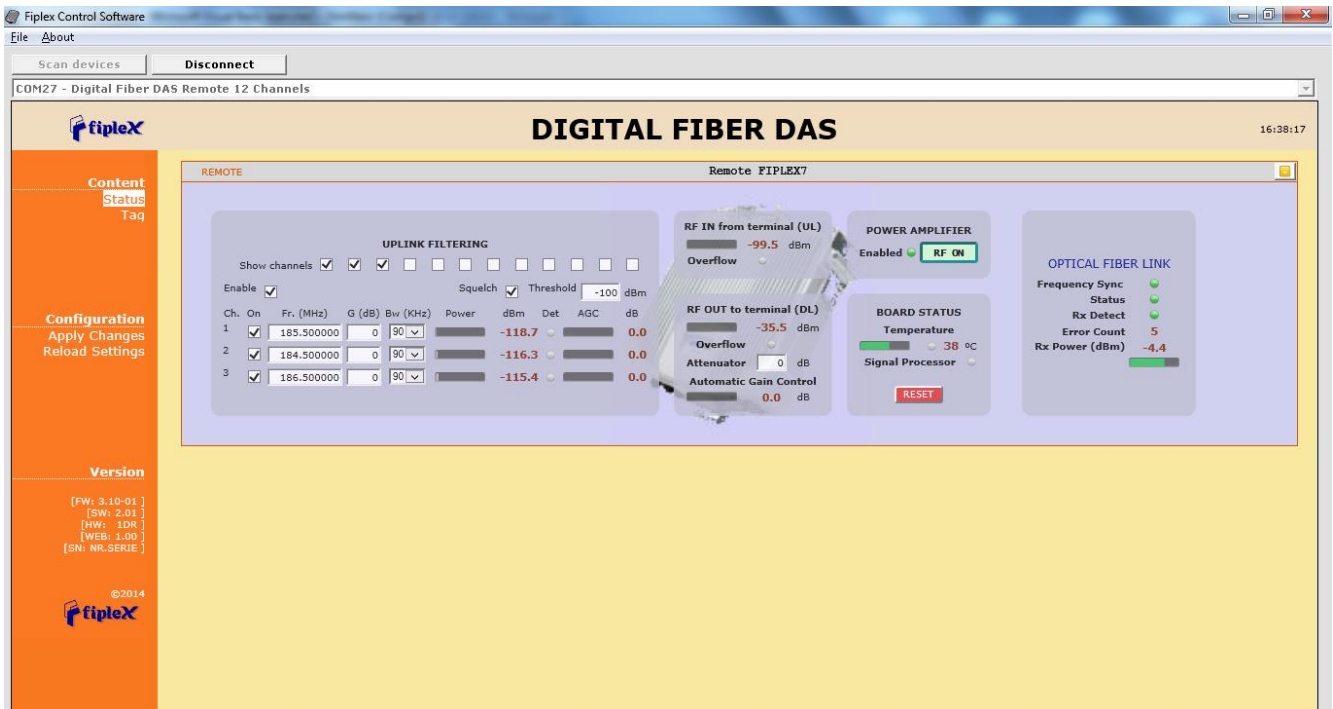 Fiplex Control Software
File About
Scan devices Disconnect
COM27 - Digital Fiber DAS Remote 12 Channels
fipleX
DIGITAL FIBER DAS
16:38:17
Content
Status
Tag
Configuration
Apply Changes
Reload Settings
Version
[FW: 3.10-01 ]
[SW: 2.01 ]
[HW: 1DR ]
[WEB: 1.00 ]
[SN: NR.SERIE ]
©2014
fipleX
REMOTE Remote FIPLEX7
UPLINK FILTERING
Show channels
Enable Squelch Threshold -100 dBm
Ch. On Fr. (MHz) G (dB) Bw (KHz) Power dBm Det AGC dB
1 185.500000 0 90 -118.7 0.0
2 184.500000 0 90 -116.3 0.0
3 186.500000 0 90 -115.4 0.0
RF IN from terminal (UL)
-99.5 dBm
Overflow
RF OUT to terminal (DL)
-35.5 dBm
Overflow
Attenuator 0 dB
Automatic Gain Control
0.0 dB
POWER AMPLIFIER
Enabled RF ON
BOARD STATUS
Temperature
38 ºC
Signal Processor
RESET
OPTICAL FIBER LINK
Frequency Sync
Status
Rx Detect
Error Count 5
Rx Power (dBm) -4.4